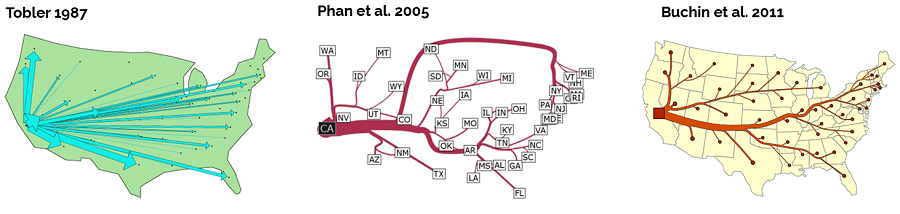 Tobler 1987
Phan et al. 2005
Buchin et al. 2011
WA
MT
ND
OR
ID
MN
SD
WI
MI
VT
ME
NH
WY
NE
IA
NY
RI
CA
NV
UT
CO
KS
MO
IL
IN
OH
PA
NJ
MD
DE
KY
VA
AZ
NM
OK
AR
TN
NC
SC
TX
MS
AL
GA
LA
FL